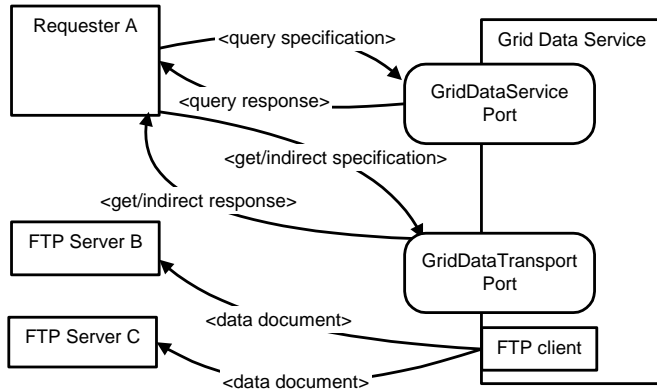 Requester A
<query specification>
Grid Data Service
<query response>
GridDataService
Port
<get/indirect specification>
<get/indirect response>
FTP Server B
GridDataTransport
Port
<data document>
FTP Server C
FTP client
<data document>